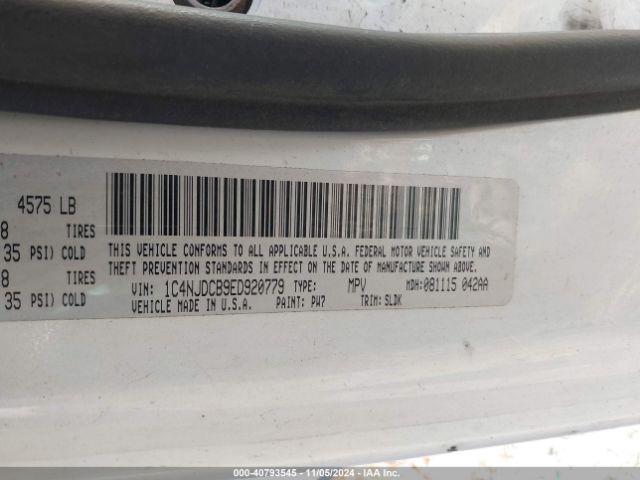 4575 LB
8 TIRES
35 PSI) COLD
8 TIRES
35 PSI) COLD
THIS VEHICLE CONFORMS TO ALL APPLICABLE U.S.A. FEDERAL MOTOR VEHICLE SAFETY AND
THEFT PREVENTION STANDARDS IN EFFECT ON THE DATE OF MANUFACTURE SHOWN ABOVE.
VIN: 1C4NJDCB9ED920779 TYPE: MPV MDH: 081115 042AA
VEHICLE MADE IN U.S.A. PAINT: PW7 TRIM: SLDK
000-40793545 - 11/05/2024 - IAAI.COM